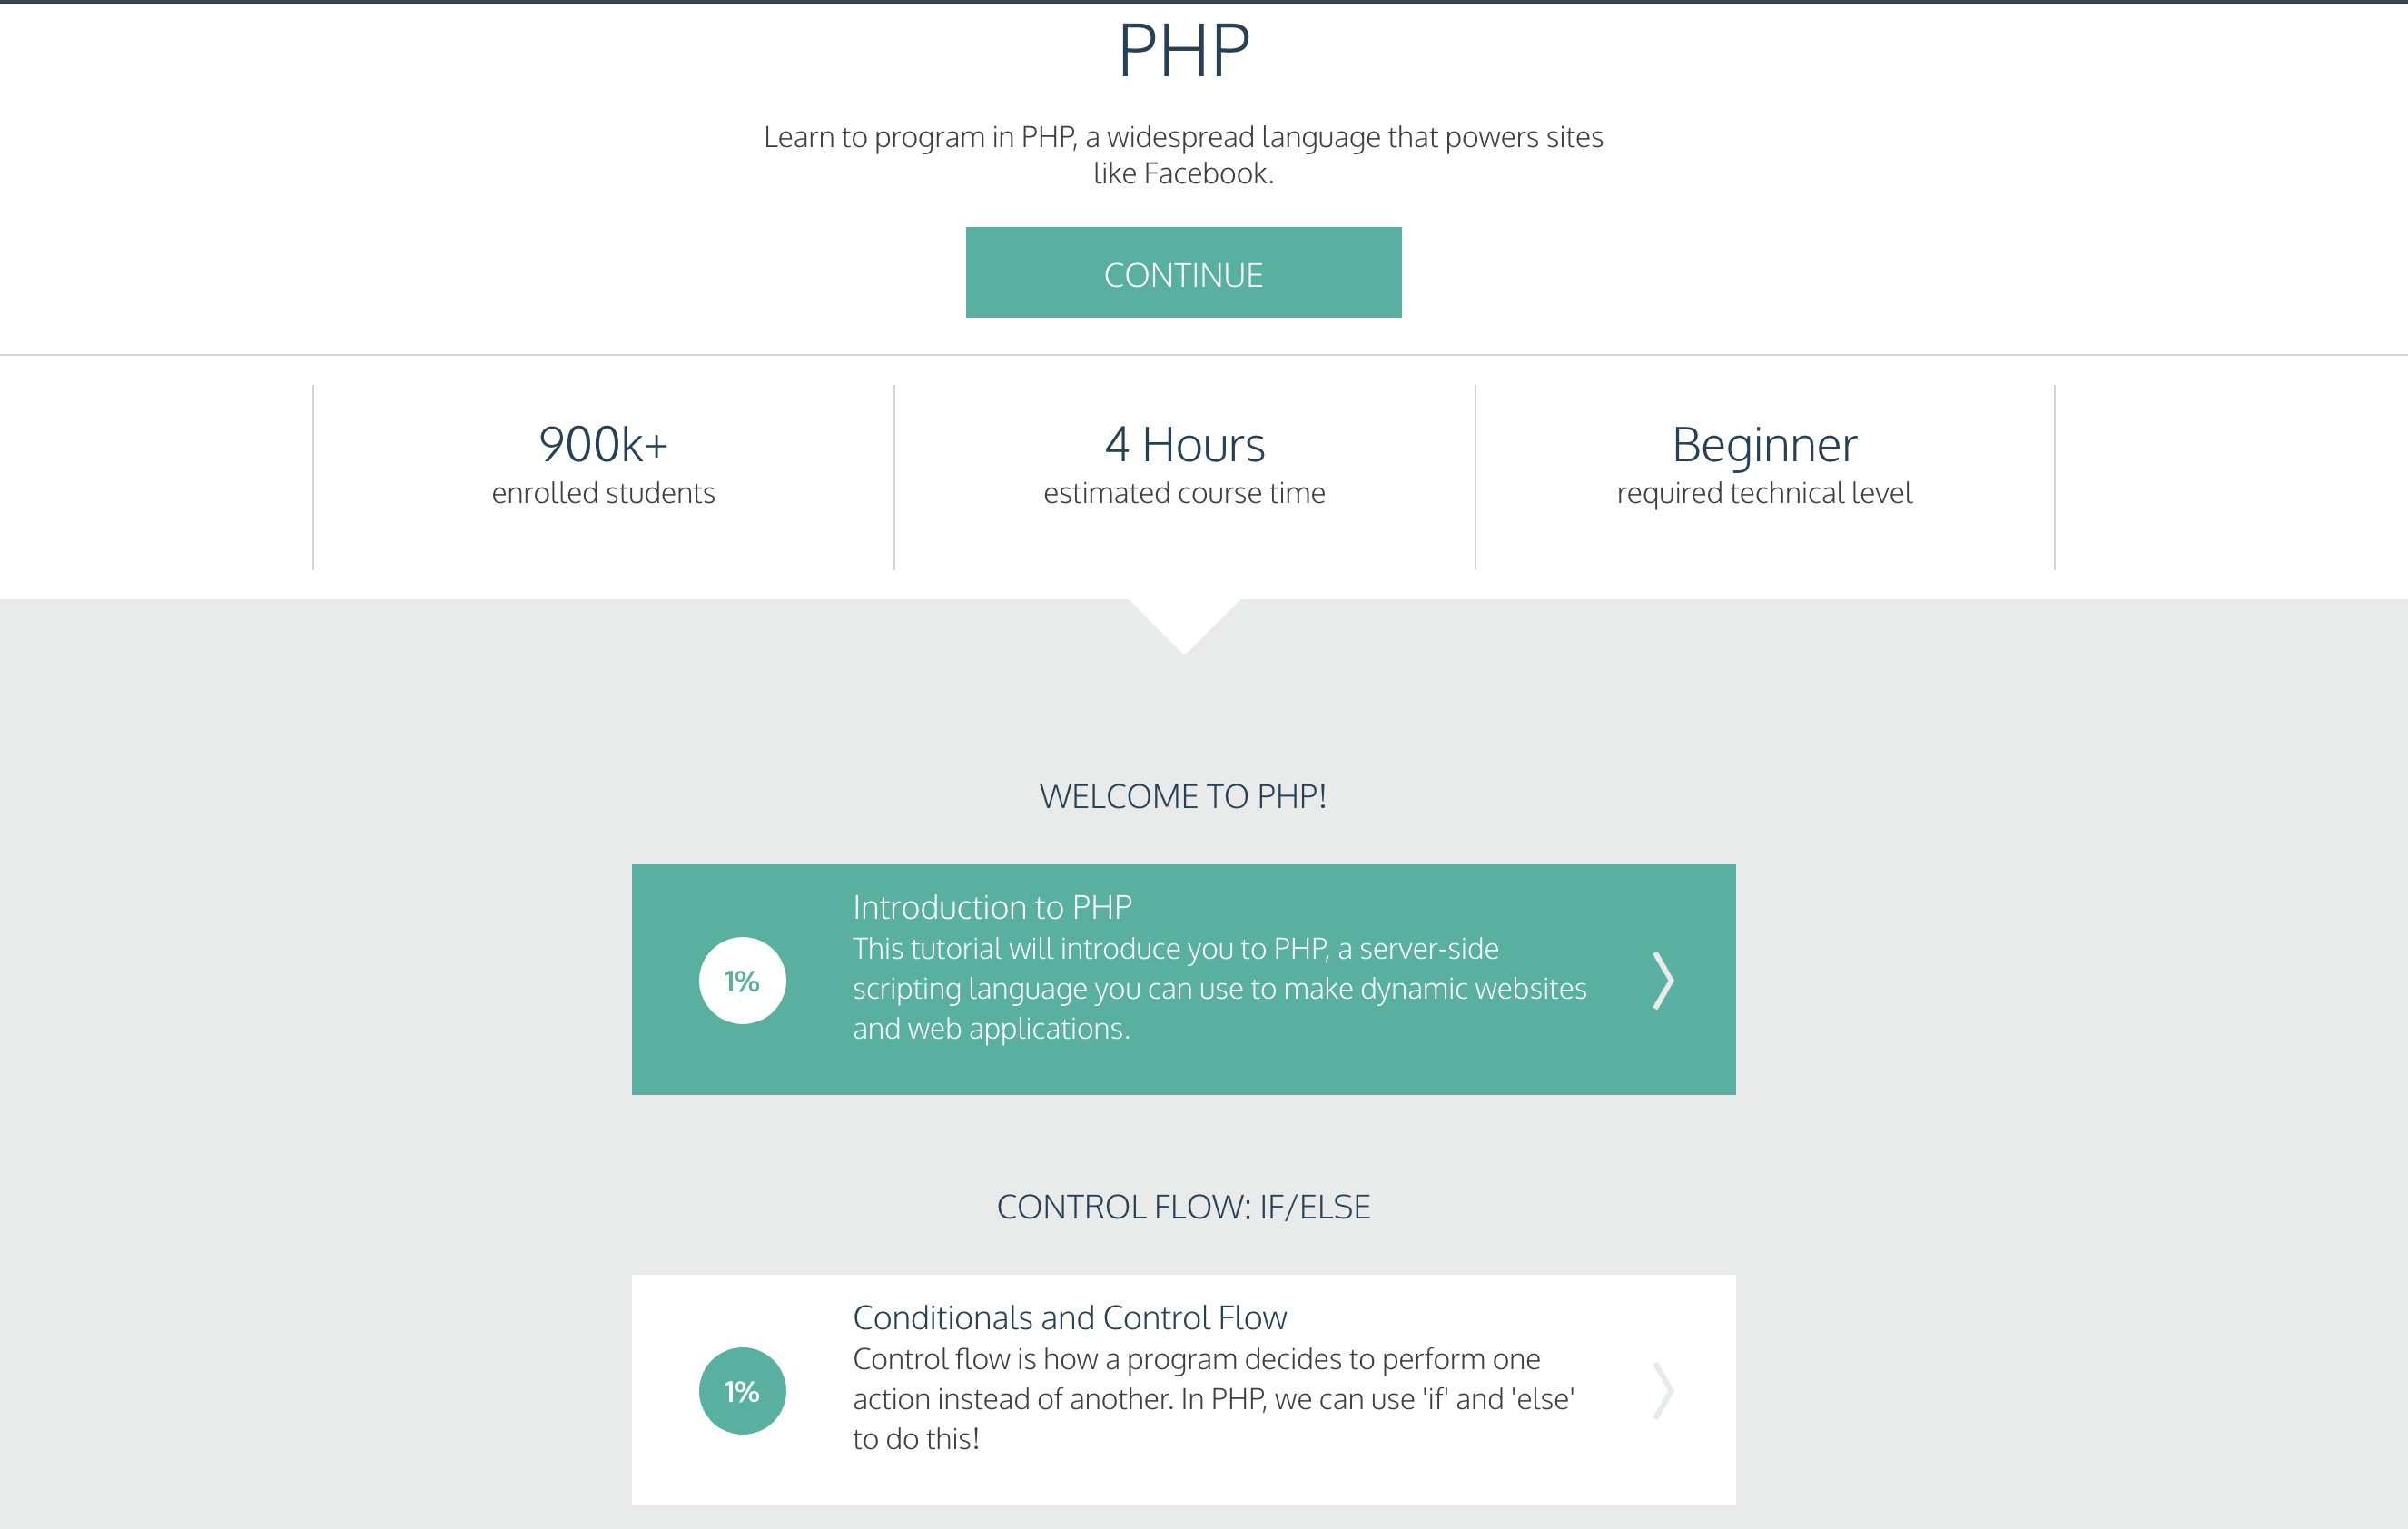 PHP
Learn to program in PHP, a widespread language that powers sites
like Facebook.
CONTINUE
900k+
enrolled students
4 Hours
estimated course time
Beginner
required technical level
WELCOME TO PHP!
Introduction to PHP
This tutorial will introduce you to PHP, a server-side
scripting language you can use to make dynamic websites
and web applications.
1%
CONTROL FLOW: IF/ELSE
Conditionals and Control Flow
Control flow is how a program decides to perform one
action instead of another. In PHP, we can use 'if' and 'else'
to do this!
1%